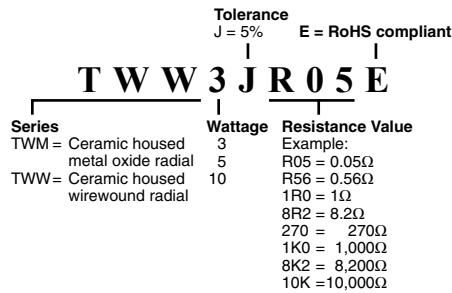 Tolerance
J = 5% E = RoHS compliant
T W W 3 J R 0 5 E
Series Wattage Resistance Value
TWM = Ceramic housed 3 Example:
metal oxide radial 5 R05 = 0.05Ω
TWW = Ceramic housed 10 R56 = 0.56Ω
wirewound radial 1R0 = 1Ω
8R2 = 8.2Ω
270 = 270Ω
1K0 = 1,000Ω
8K2 = 8,200Ω
10K =10,000Ω